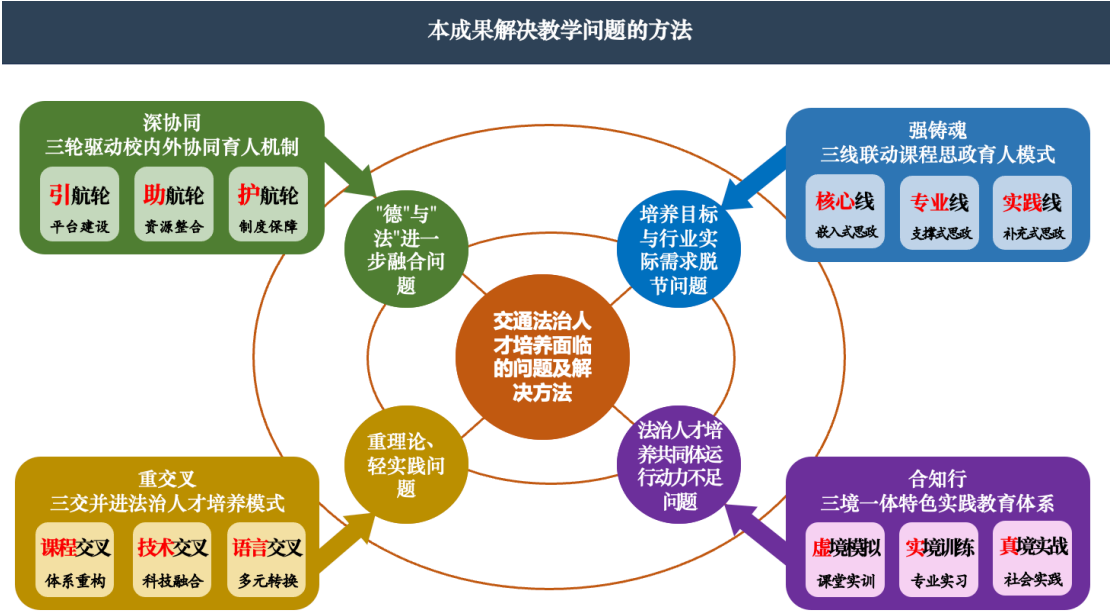 本成果解决教学问题的方法
深协同
三轮驱动校内外协同育人机制
引航轮
助航轮
护航轮
平台建设
资源整合
制度保障
强铸魂
三线联动课程思政育人模式
核心线
专业线
实践线
嵌入式思政
支撑式思政
补充式思政
"德"与"
法"进一
步融合问
题
培养目标
与行业实
际需求脱
节问题
交通法治人
才培养面临
的问题及解
决方法
重理论、
轻实践问
题
法治人才培
养共同体运
行动力不足
问题
重交叉
三交并进法治人才培养模式
课程交叉
技术交叉
语言交叉
体系重构
科技融合
多元转换
合知行
三境一体特色实践教育体系
虚境模拟
实境训练
真境实战
课堂实训
专业实习
社会实践